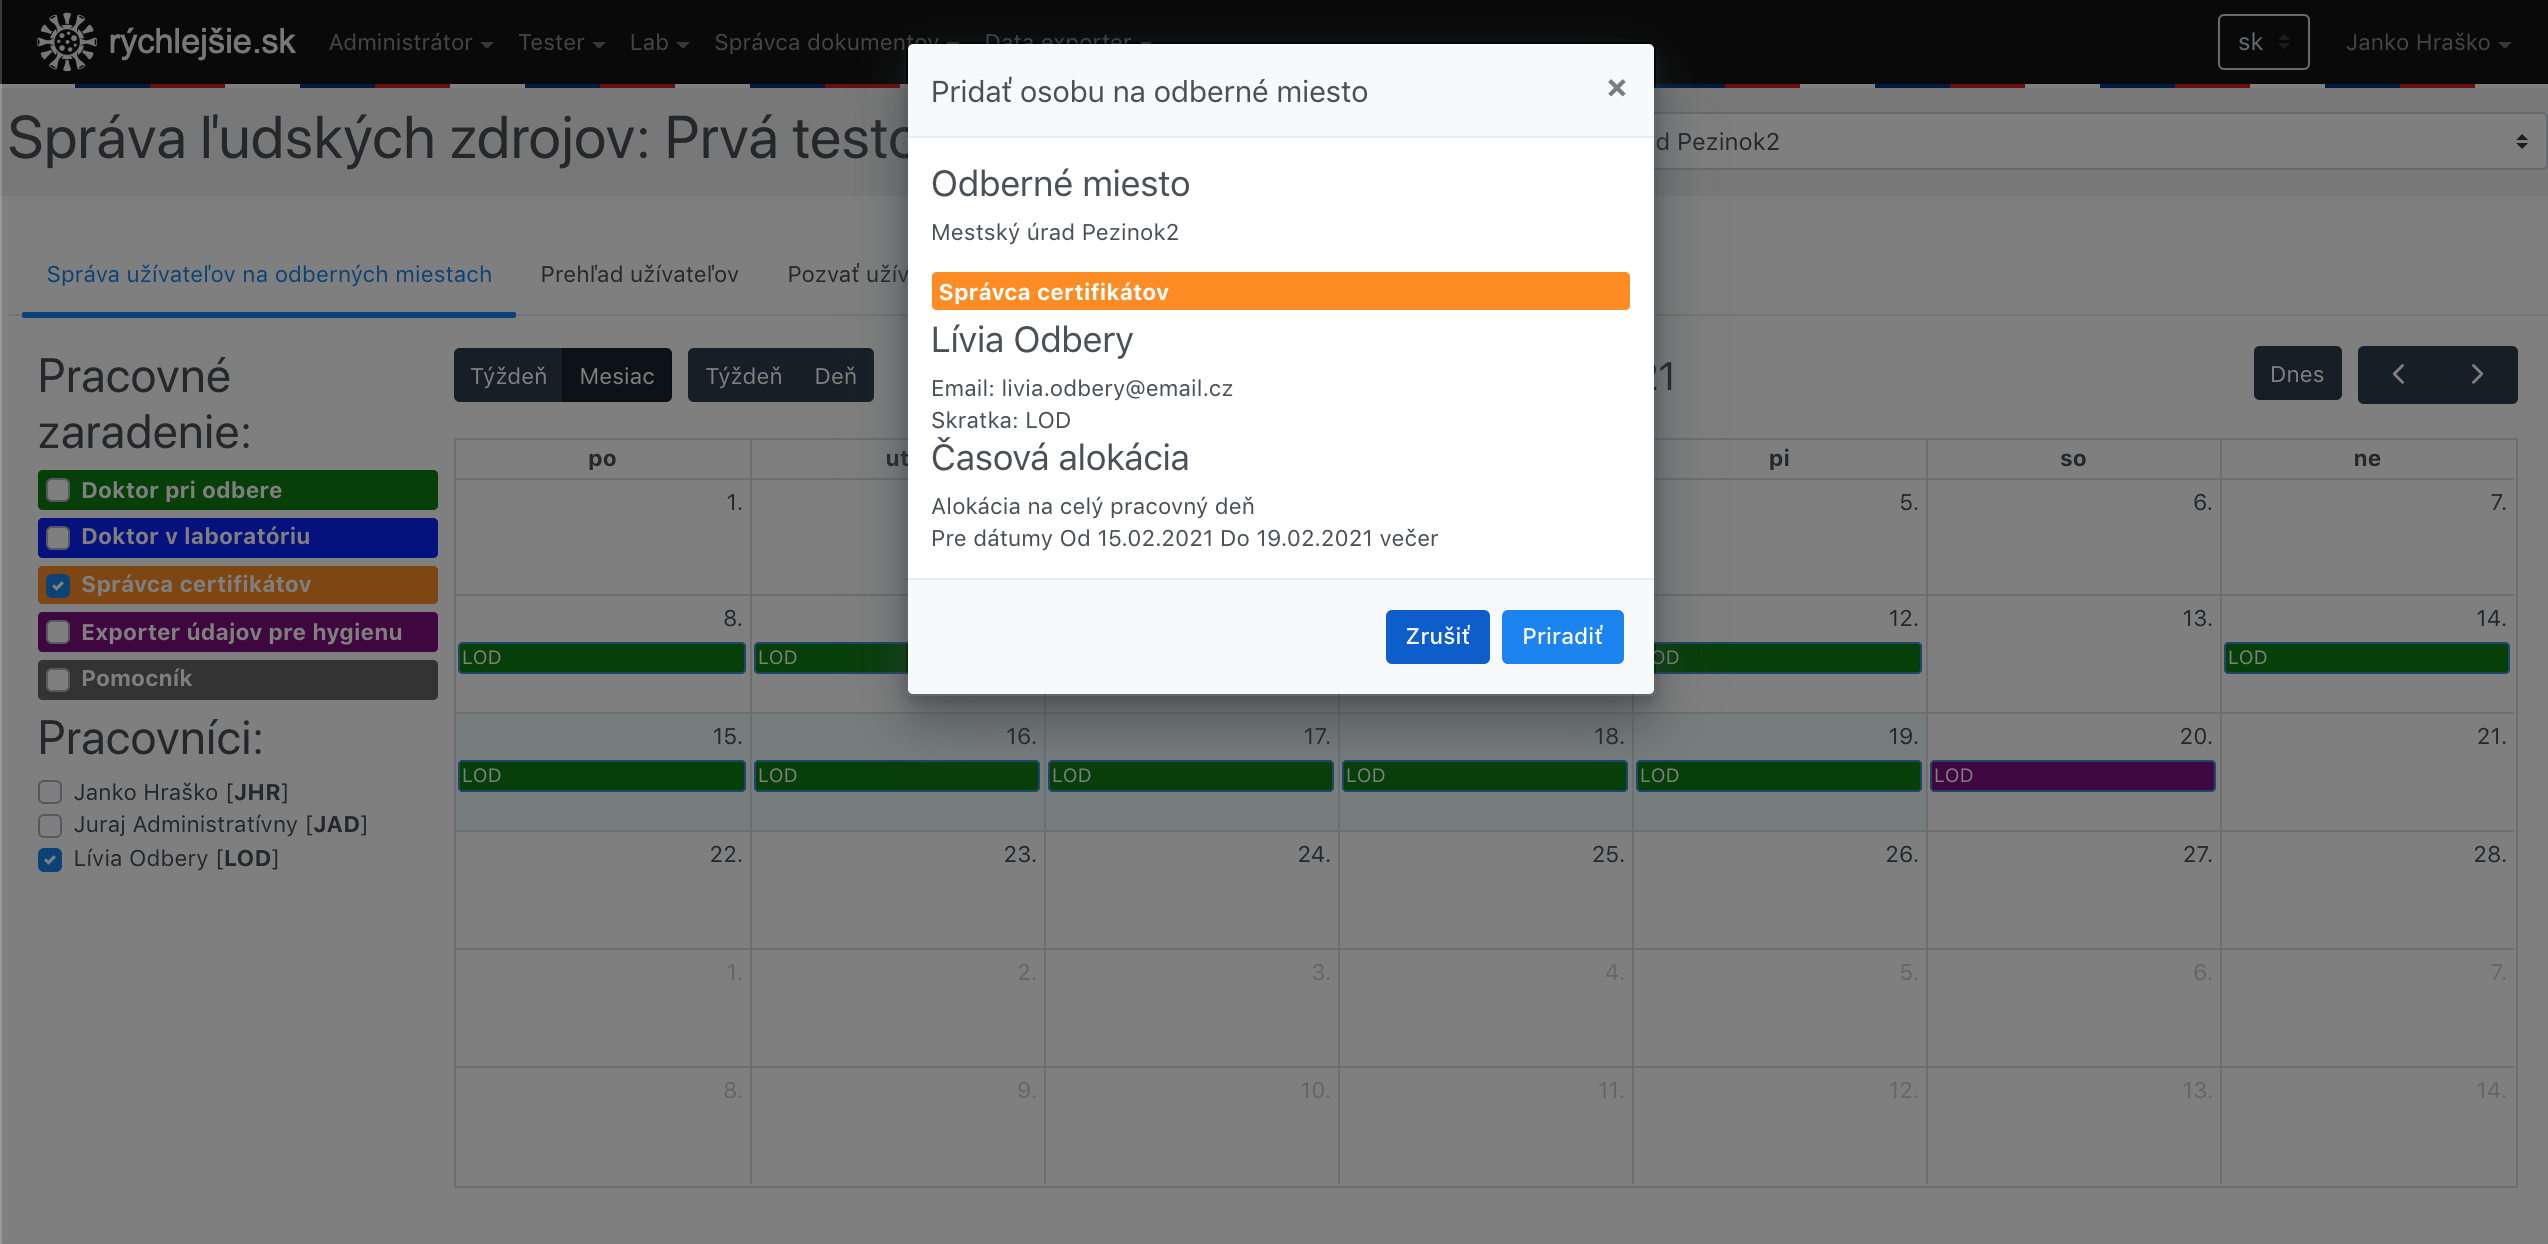 rýchlejšie.sk Administrátor Tester Lab Správca dokumentov Data exporter sk Janko Hraško
Správa ľudských zdrojov: Prvá testo
d Pezinok2
Pridať osobu na odberné miesto ×
Odberné miesto
Mestský úrad Pezinok2
Správca certifikátov
Lívia Odbery
Email: livia.odbery@email.cz
Skratka: LOD
Časová alokácia
Alokácia na celý pracovný deň
Pre dátumy Od 15.02.2021 Do 19.02.2021 večer
Zrušiť Priradiť
Správa užívateľov na odberných miestach Prehľad užívateľov Pozvať užív
Pracovné
zaradenie:
Doktor pri odbere
Doktor v laboratóriu
Správca certifikátov
Exporter údajov pre hygienu
Pomocník
Pracovníci:
Janko Hraško [JHR]
Juraj Administratívny [JAD]
Lívia Odbery [LOD]
Týždeň Mesiac Týždeň Deň 21 Dnes
po ut pi so ne
1. 5. 6. 7.
8. 12. 13. 14.
LOD LOD OD LOD
15. 16. 17. 18. 19. 20. 21.
LOD LOD LOD LOD LOD LOD
22. 23. 24. 25. 26. 27. 28.
1. 2. 3. 4. 5. 6. 7.
8. 9. 10. 11. 12. 13. 14.